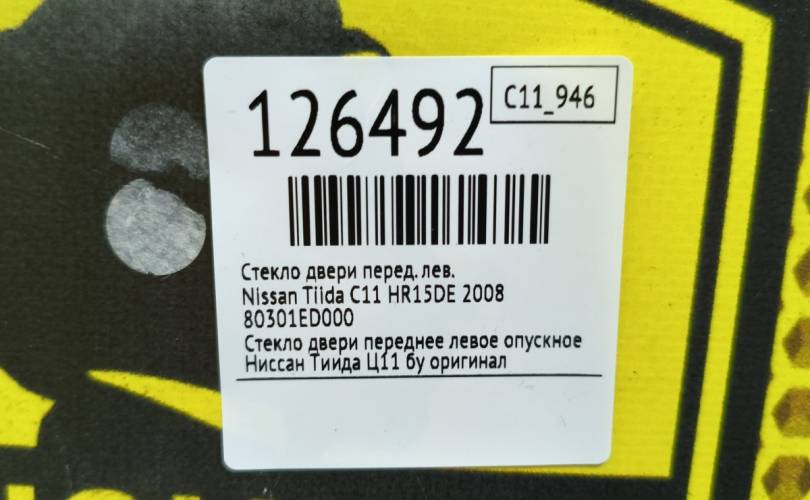 126492
C11_946
Стекло двери перед. лев.
Nissan Tiida C11 HR15DE 2008
80301ED000
Стекло двери переднее левое опускное
Ниссан Тиида Ц11 бу оригинал